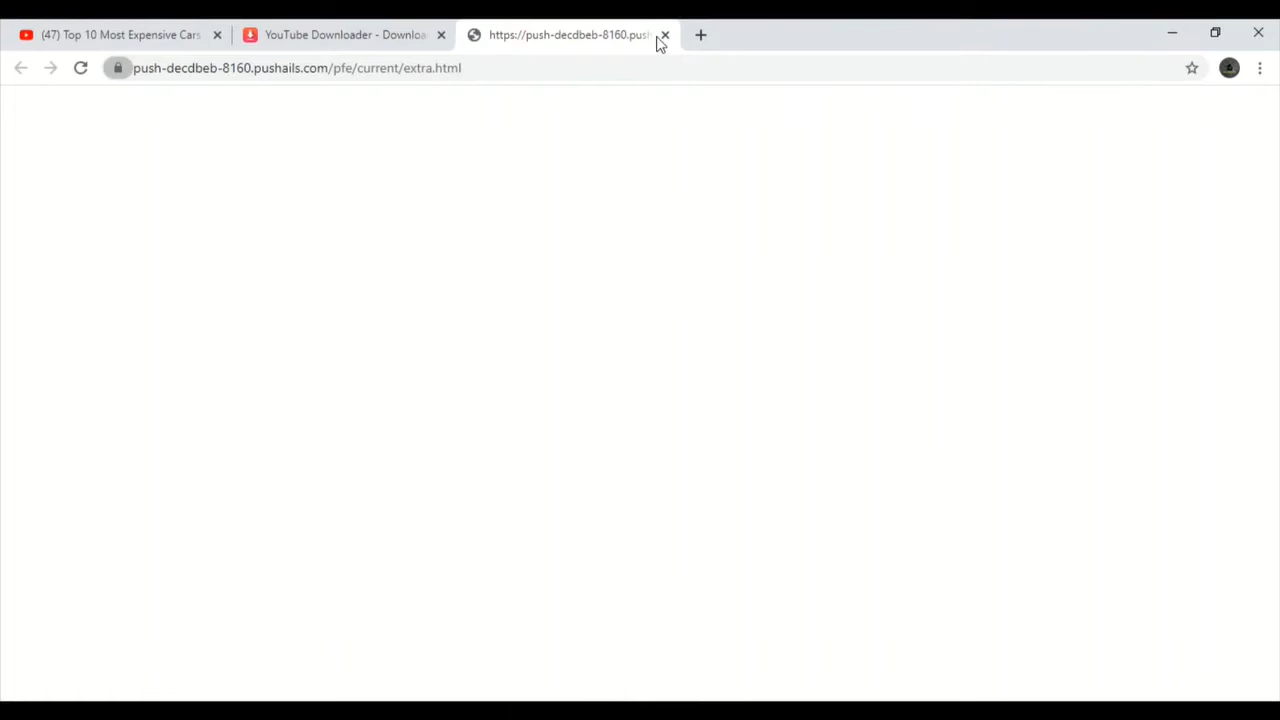 (47) Top 10 Most Expensive Cars
YouTube Downloader - Downloa
https://push-decdbeb-8160.push
push-decdbeb-8160.pushails.com/pfe/current/extra.html